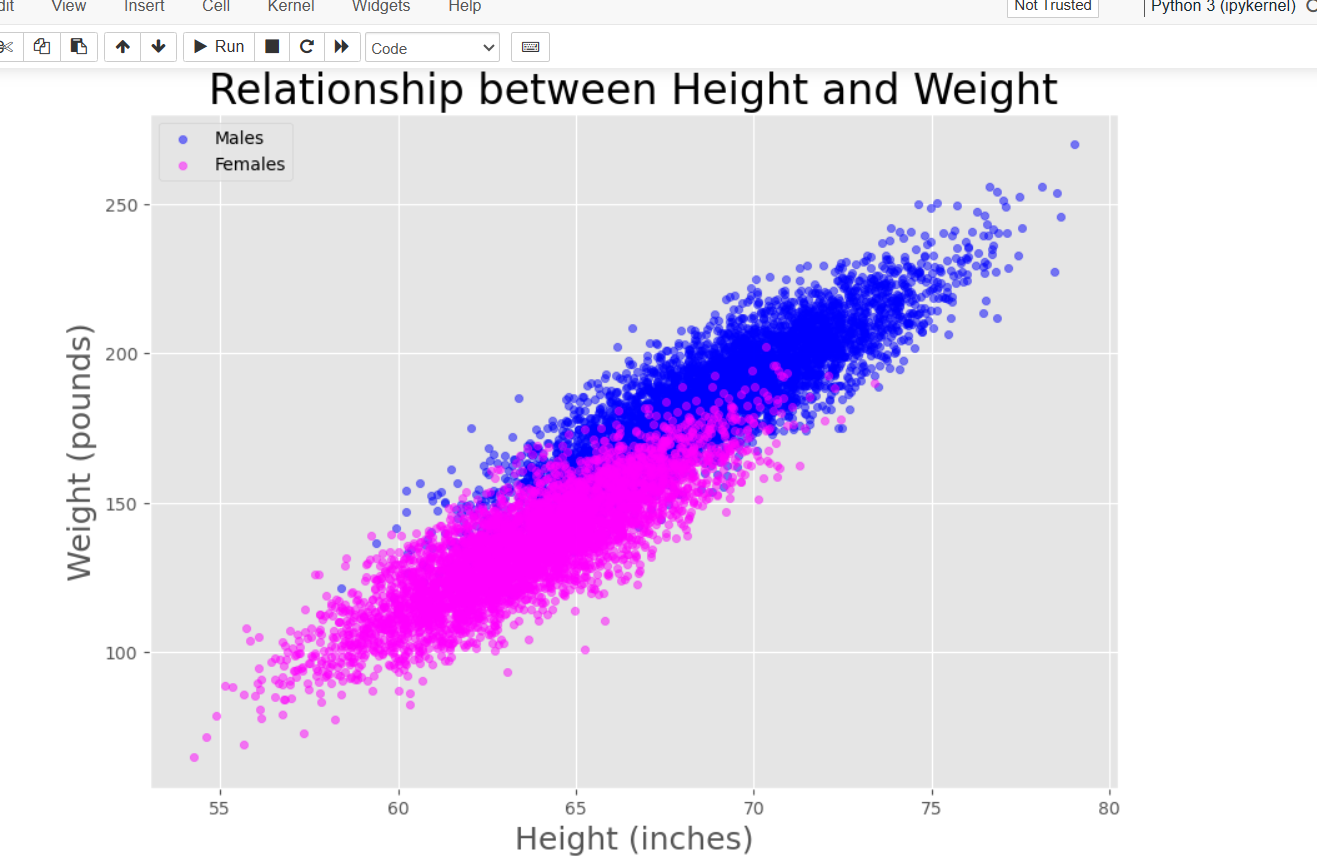 dit View Insert Cell Kernel Widgets Help Not Trusted Python 3 (ipykernel)
Run Code
Relationship between Height and Weight
Males
Females
250
200
150
100
Weight (pounds)
55 60 65 70 75 80
Height (inches)